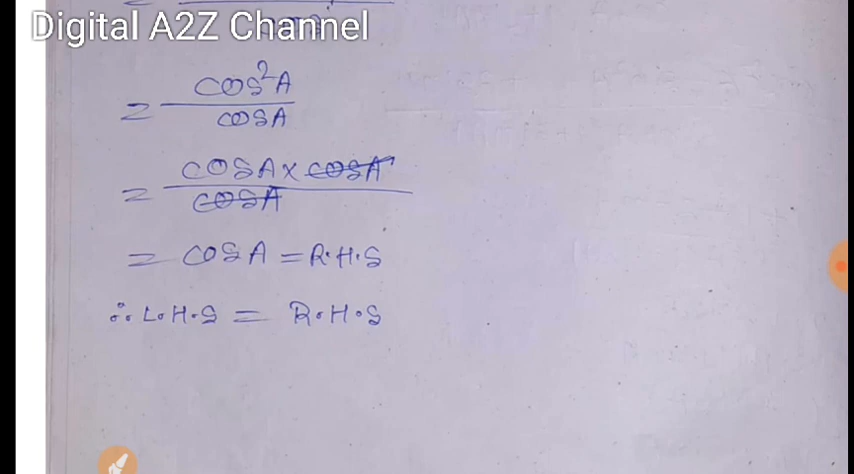 Digital A2Z Channel
= cos²A
cosA
= cosA × cosA
cosA
= cosA = R.H.S
∴ L.H.S = R.H.S